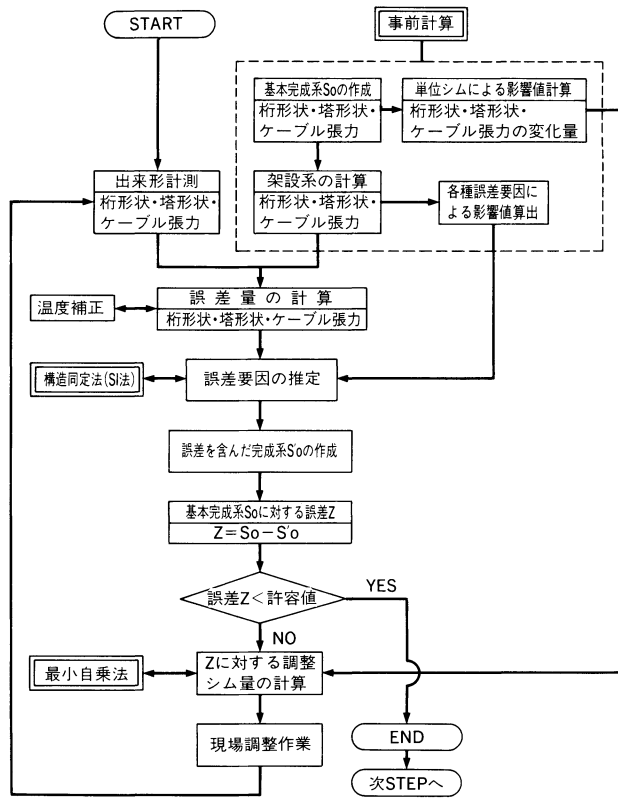 START
事前計算
基本完成系Soの作成
桁形状・塔形状・
ケーブル張力
単位シムによる影響値計算
桁形状・塔形状・
ケーブル張力の変化量
出来形計測
桁形状・塔形状・
ケーブル張力
架設系の計算
桁形状・塔形状・
ケーブル張力
各種誤差要因に
よる影響値算出
温度補正
誤差量の計算
桁形状・塔形状・ケーブル張力
構造同定法(SI法)
誤差要因の推定
誤差を含んだ完成系S'oの作成
基本完成系Soに対する誤差Z
Z=So−S'o
誤差Z<許容値
YES
NO
最小自乗法
Zに対する調整
シム量の計算
現場調整作業
END
次STEPへ